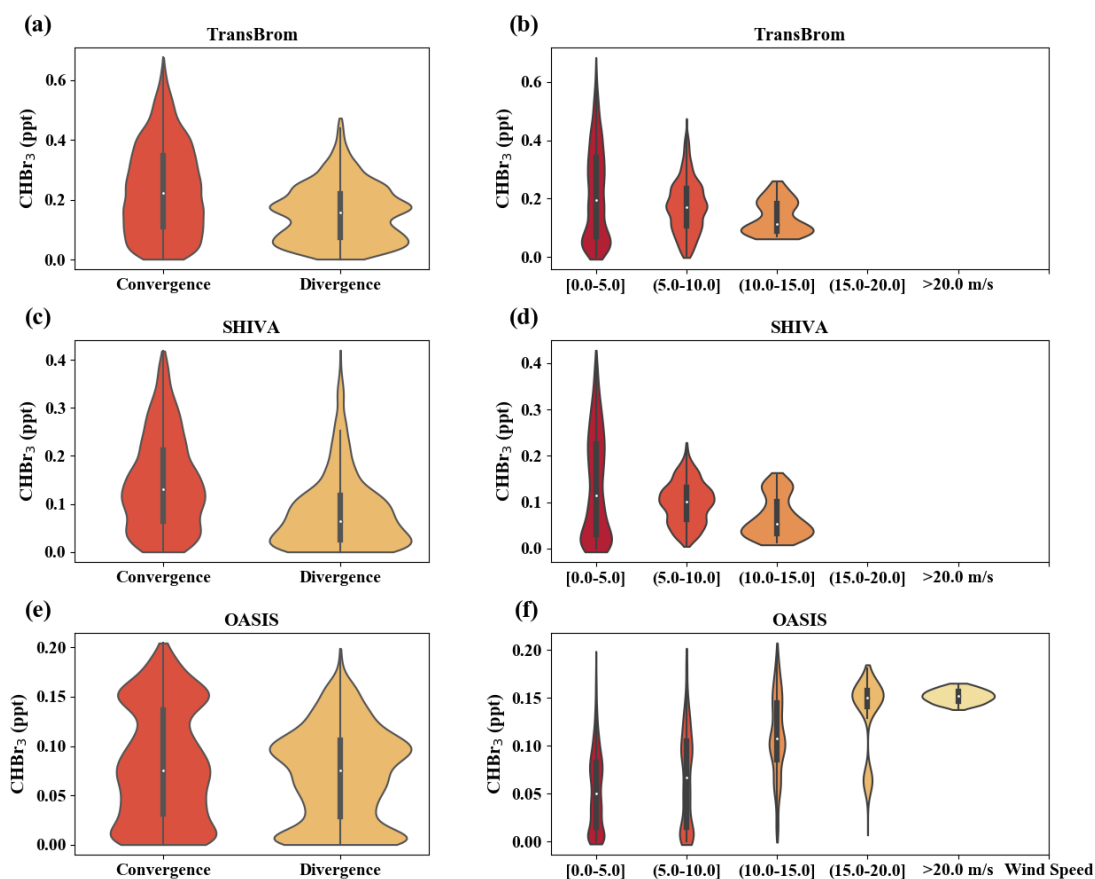 (a)
TransBrom
CHBr₃ (ppt)
0.6
0.4
0.2
0.0
Convergence Divergence
(b)
TransBrom
CHBr₃ (ppt)
0.6
0.4
0.2
0.0
[0.0-5.0] (5.0-10.0] (10.0-15.0] (15.0-20.0] >20.0 m/s
(c)
SHIVA
CHBr₃ (ppt)
0.4
0.3
0.2
0.1
0.0
Convergence Divergence
(d)
SHIVA
CHBr₃ (ppt)
0.4
0.3
0.2
0.1
0.0
[0.0-5.0] (5.0-10.0] (10.0-15.0] (15.0-20.0] >20.0 m/s
(e)
OASIS
CHBr₃ (ppt)
0.20
0.15
0.10
0.05
0.00
Convergence Divergence
(f)
OASIS
CHBr₃ (ppt)
0.20
0.15
0.10
0.05
0.00
[0.0-5.0] (5.0-10.0] (10.0-15.0] (15.0-20.0] >20.0 m/s Wind Speed